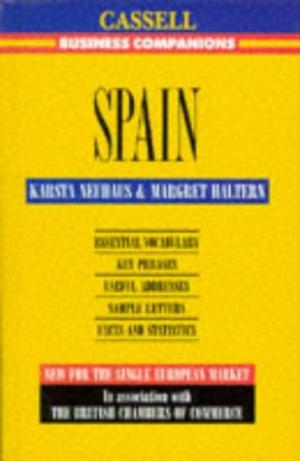 CASSELL
BUSINESS COMPANIONS
SPAIN
KARSTA NEUHAUS & MARGRET HALTERN
ESSENTIAL VOCABULARY
KEY PHRASES
USEFUL ADDRESSES
SAMPLE LETTERS
FACTS AND STATISTICS
NEW FOR THE SINGLE EUROPEAN MARKET
In association with
THE BRITISH CHAMBERS OF COMMERCE